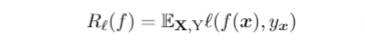 R_ℓ(f) = 𝔼_{𝐗,Y} ℓ(f(𝒙), y_𝒙)